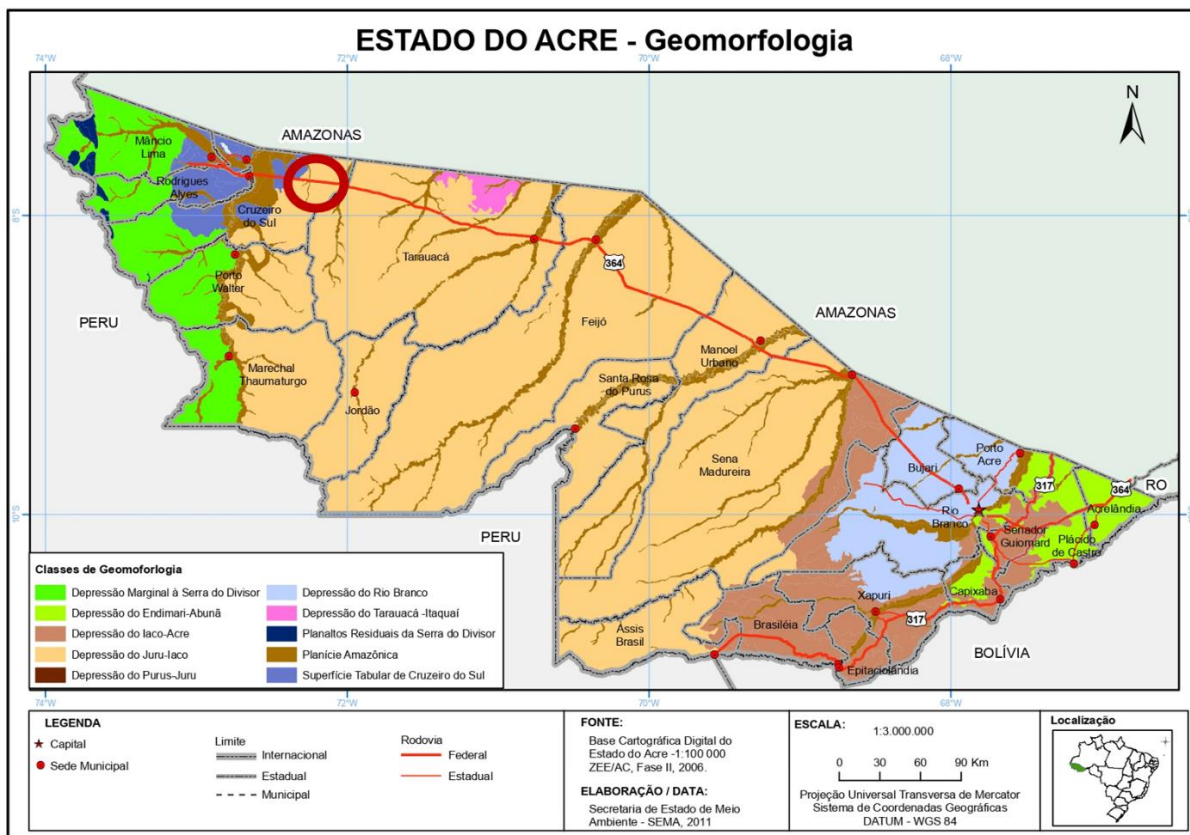 ESTADO DO ACRE - Geomorfologia
74°W
72°W
70°W
68°W
N
AMAZONAS
Mâncio
Lima
Rodrigues
Alves
Cruzeiro
do Sul
8°S
Tarauacá
364
Porto
Walter
PERU
Feijó
AMAZONAS
Manoel
Urbano
Marechal
Thaumaturgo
Santa Rosa
do Purus
Jordão
Sena
Madureira
Bujari
Porto
Acre
317
364
RO
Acrelândia
10°S
Rio
Branco
Senador
Guiomard
Plácido
de Castro
PERU
Xapuri
Capixaba
317
Assis
Brasil
Brasiléia
Epitaciolândia
BOLÍVIA
Classes de Geomoforlogia
Depressão Marginal à Serra do Divisor
Depressão do Endimari-Abunã
Depressão do Iaco-Acre
Depressão do Juru-Iaco
Depressão do Purus-Juru
Depressão do Rio Branco
Depressão do Tarauacá -Itaquaí
Planaltos Residuais da Serra do Divisor
Planície Amazônica
Superfície Tabular de Cruzeiro do Sul
74°W
72°W
70°W
68°W
LEGENDA
Capital
Sede Municipal
Limite
Internacional
Estadual
Municipal
Rodovia
Federal
Estadual
FONTE:
Base Cartográfica Digital do
Estado do Acre -1:100 000
ZEE/AC, Fase II, 2006.
ELABORAÇÃO / DATA:
Secretaria de Estado de Meio
Ambiente - SEMA, 2011
ESCALA:
1:3.000.000
0 30 60 90 Km
Projeção Universal Transversa de Mercator
Sistema de Coordenadas Geográficas
DATUM - WGS 84
Localização